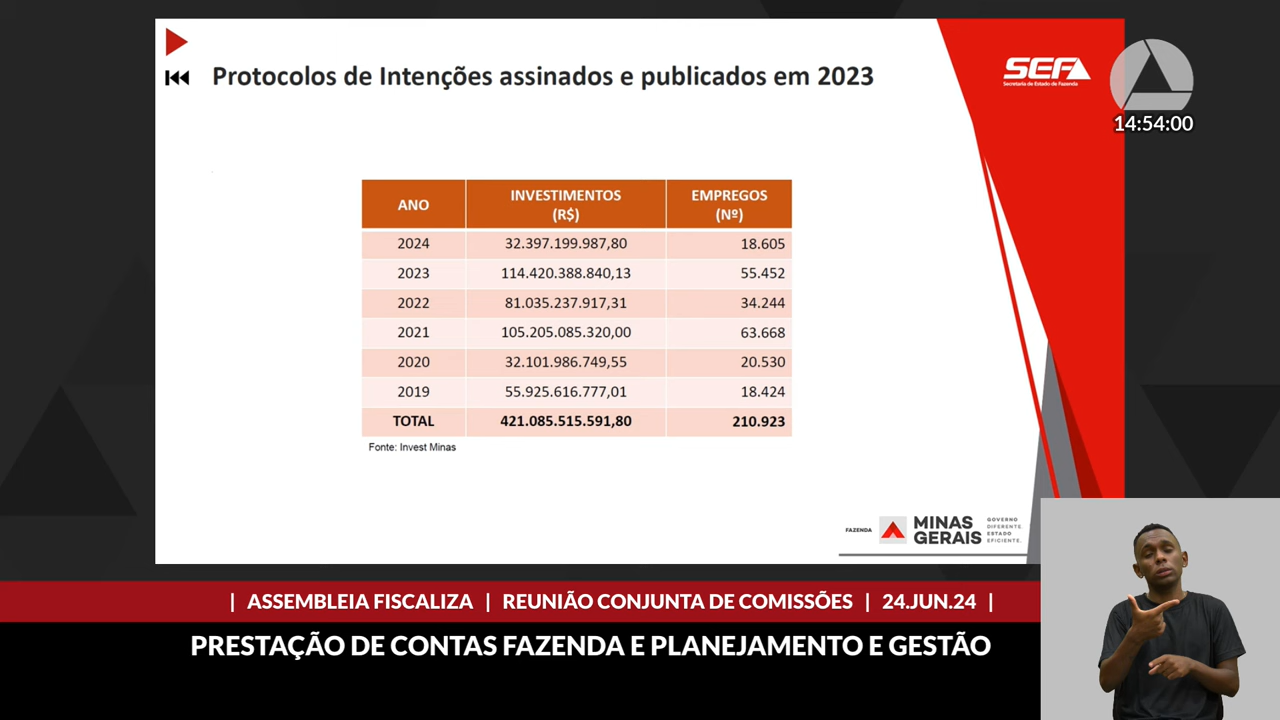 Protocolos de Intenções assinados e publicados em 2023
SEFA
Secretaria de Estado de Fazenda
14:54:00
ANO INVESTIMENTOS (R$) EMPREGOS (Nº)
2024 32.397.199.987,80 18.605
2023 114.420.388.840,13 55.452
2022 81.035.237.917,31 34.244
2021 105.205.085.320,00 63.668
2020 32.101.986.749,55 20.530
2019 55.925.616.777,01 18.424
TOTAL 421.085.515.591,80 210.923
Fonte: Invest Minas
FAZENDA
MINAS
GERAIS
GOVERNO
DIFERENTE.
ESTADO
EFICIENTE.
| ASSEMBLEIA FISCALIZA | REUNIÃO CONJUNTA DE COMISSÕES | 24.JUN.24 |
PRESTAÇÃO DE CONTAS FAZENDA E PLANEJAMENTO E GESTÃO